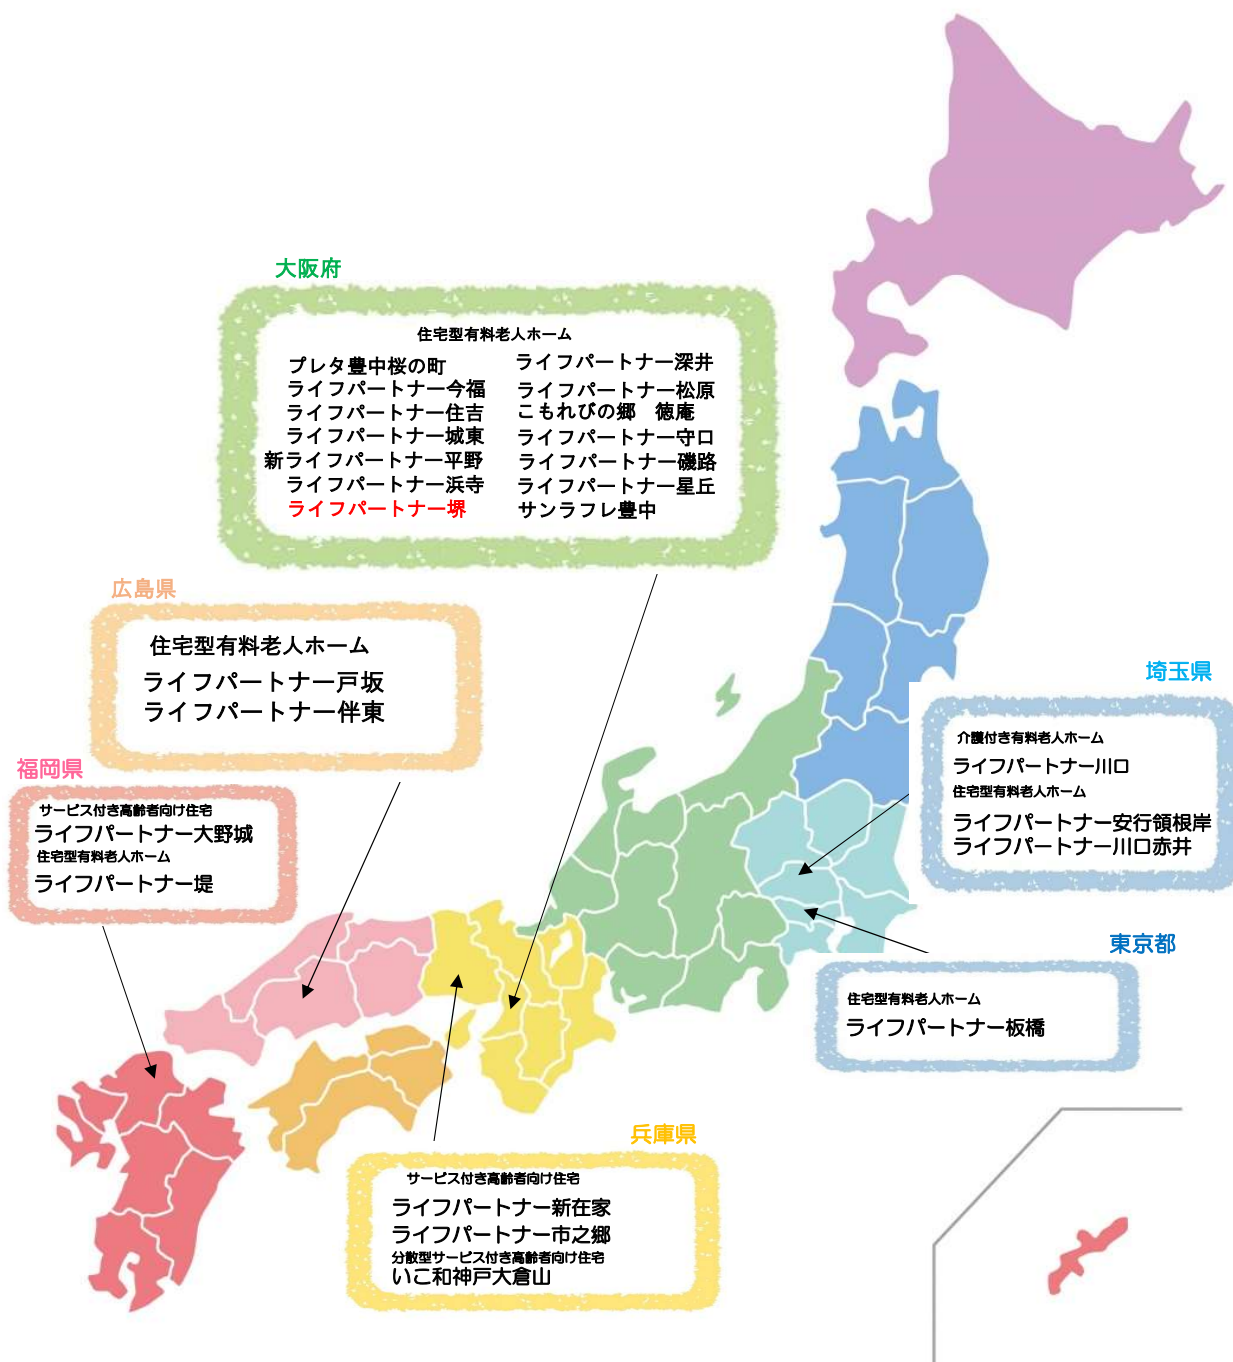 大阪府
住宅型有料老人ホーム
プレタ豊中桜の町
ライフパートナー今福
ライフパートナー住吉
ライフパートナー城東
新ライフパートナー平野
ライフパートナー浜寺
ライフパートナー堺
ライフパートナー深井
ライフパートナー松原
こもれびの郷　徳庵
ライフパートナー守口
ライフパートナー磯路
ライフパートナー星丘
サンラフレ豊中
広島県
住宅型有料老人ホーム
ライフパートナー戸坂
ライフパートナー伴東
福岡県
サービス付き高齢者向け住宅
ライフパートナー大野城
住宅型有料老人ホーム
ライフパートナー堤
埼玉県
介護付き有料老人ホーム
ライフパートナー川口
住宅型有料老人ホーム
ライフパートナー安行領根岸
ライフパートナー川口赤井
東京都
住宅型有料老人ホーム
ライフパートナー板橋
兵庫県
サービス付き高齢者向け住宅
ライフパートナー新在家
ライフパートナー市之郷
分散型サービス付き高齢者向け住宅
いこ和神戸大倉山